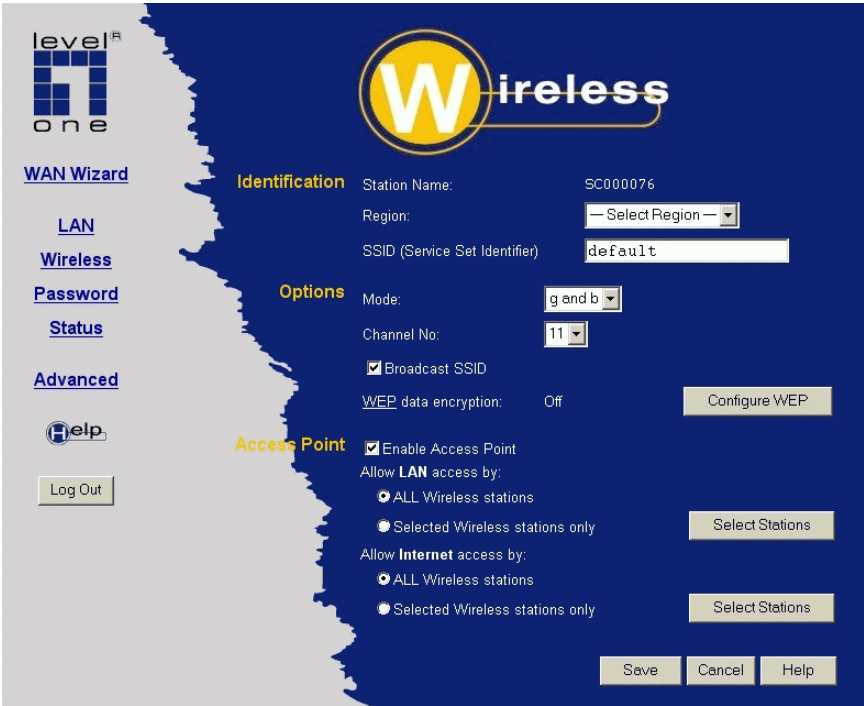 level®
one
WAN Wizard
LAN
Wireless
Password
Status
Advanced
Help
Log Out
Wireless
Identification
Station Name: SC000076
Region: — Select Region —
SSID (Service Set Identifier) default
Options
Mode: g and b
Channel No: 11
Broadcast SSID
WEP data encryption: Off Configure WEP
Access Point
Enable Access Point
Allow LAN access by:
ALL Wireless stations
Selected Wireless stations only Select Stations
Allow Internet access by:
ALL Wireless stations
Selected Wireless stations only Select Stations
Save Cancel Help